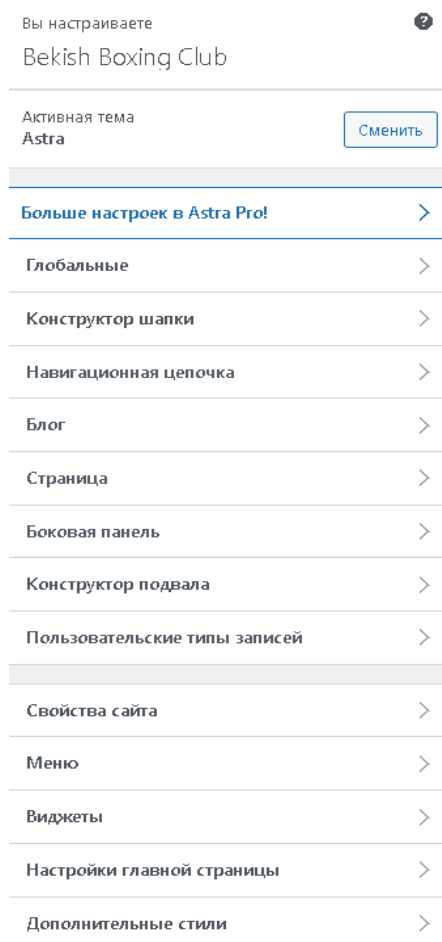 Вы настраиваете
Bekish Boxing Club
Активная тема
Astra
Сменить
Больше настроек в Astra Pro!
Глобальные
Конструктор шапки
Навигационная цепочка
Блог
Страница
Боковая панель
Конструктор подвала
Пользовательские типы записей
Свойства сайта
Меню
Виджеты
Настройки главной страницы
Дополнительные стили